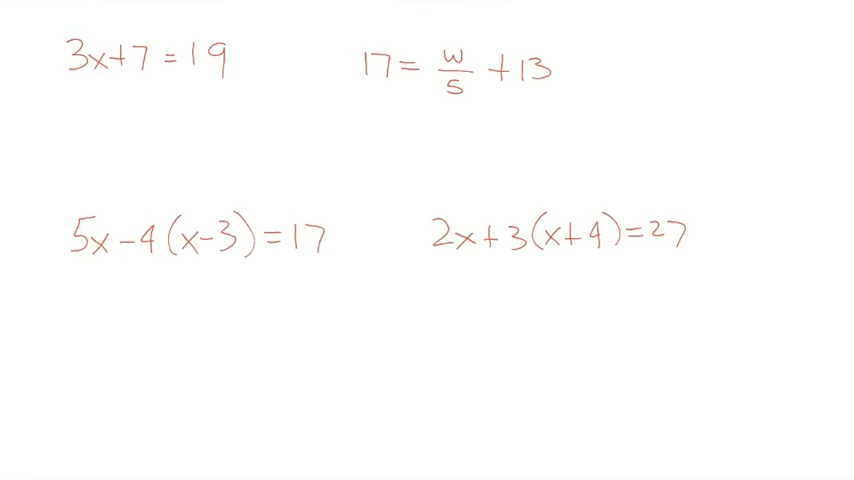 3x+7=19
17= w/5 +13
5x-4(x-3)=17
2x+3(x+4)=27